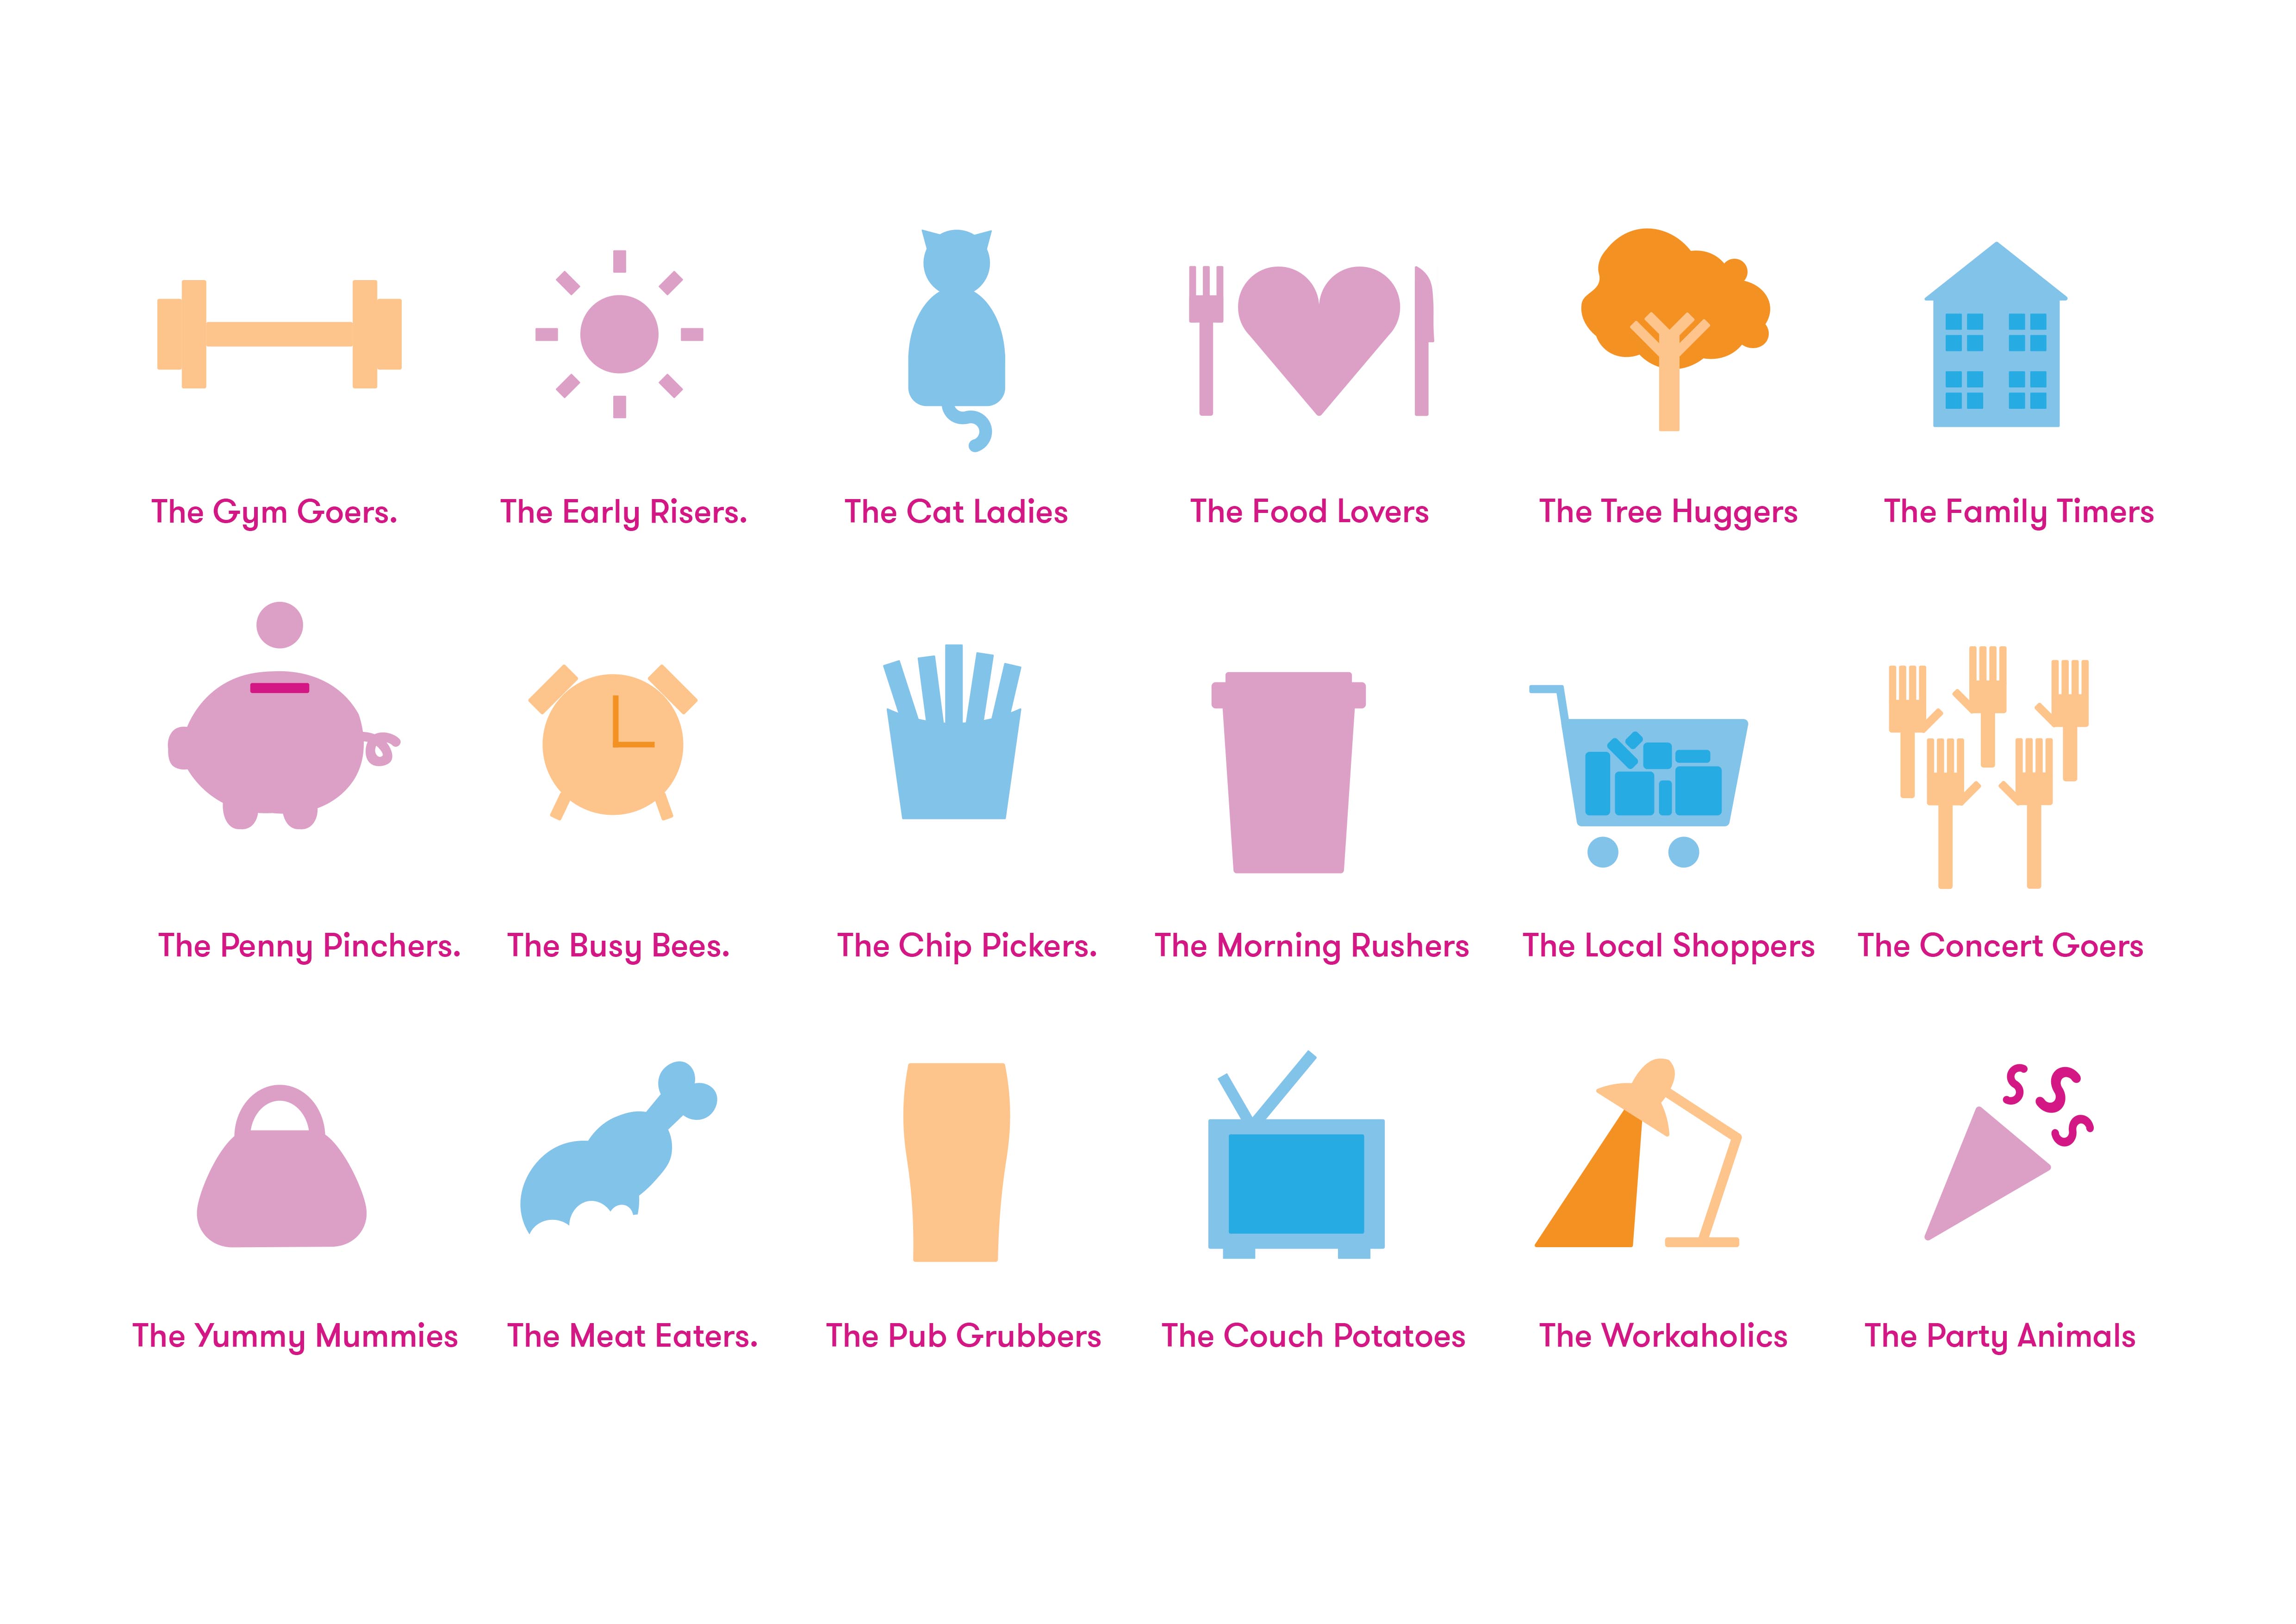 The Gym Goers.
The Early Risers.
The Cat Ladies
The Food Lovers
The Tree Huggers
The Family Timers
The Penny Pinchers.
The Busy Bees.
The Chip Pickers.
The Morning Rushers
The Local Shoppers
The Concert Goers
The Yummy Mummies
The Meat Eaters.
The Pub Grubbers
The Couch Potatoes
The Workaholics
The Party Animals